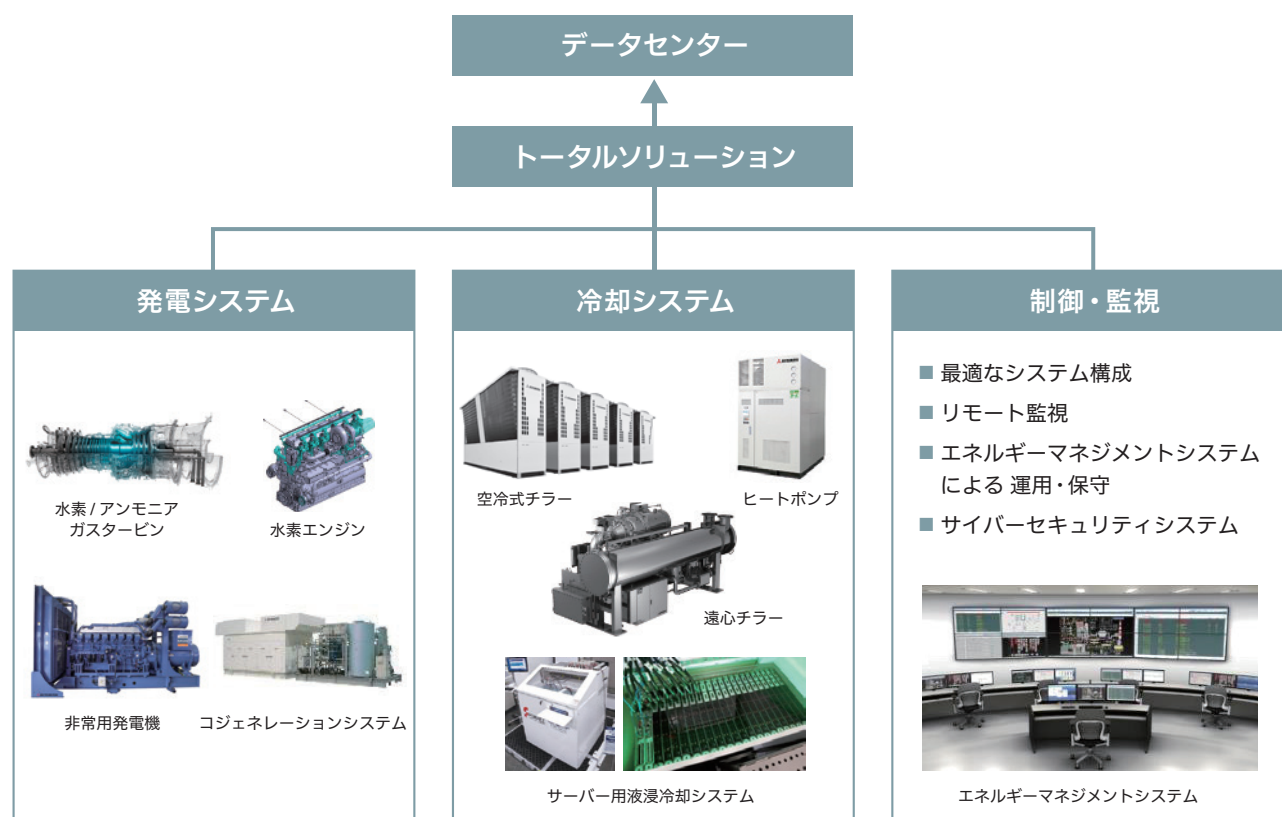 データセンター
トータルソリューション
発電システム
水素 / アンモニア
ガスタービン
水素エンジン
非常用発電機
コジェネレーションシステム
冷却システム
空冷式チラー
ヒートポンプ
遠心チラー
サーバー用液浸冷却システム
制御・監視
■ 最適なシステム構成
■ リモート監視
■ エネルギーマネジメントシステム
による 運用・保守
■ サイバーセキュリティシステム
エネルギーマネジメントシステム